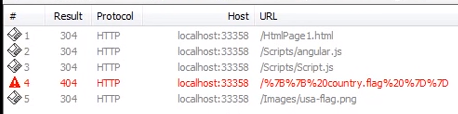 # Result Protocol Host URL
1 304 HTTP localhost:33358 /HtmlPage1.html
2 304 HTTP localhost:33358 /Scripts/angular.js
3 304 HTTP localhost:33358 /Scripts/Script.js
4 404 HTTP localhost:33358 /%7B%7B%20country.flag%20%7D%7D
5 304 HTTP localhost:33358 /Images/usa-flag.png